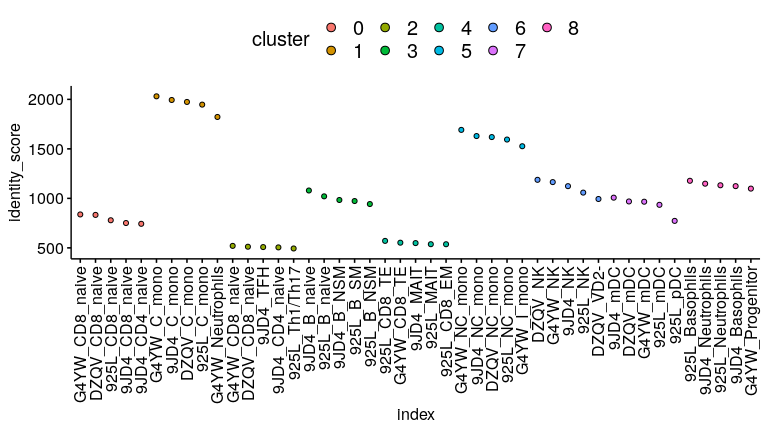 cluster 0 2 4 6 8
1 3 5 7
identity_score
2000
1500
1000
500
G4YW_CD8_naive
DZQV_CD8_naive
925L_CD8_naive
9JD4_CD8_naive
9JD4_CD4_naive
G4YW_C_mono
9JD4_C_mono
DZQV_C_mono
925L_C_mono
G4YW_Neutrophils
G4YW_CD8_naive
DZQV_CD8_naive
9JD4_TFH
9JD4_CD4_naive
925L_Th1/Th17
9JD4_B_naive
925L_B_naive
9JD4_B_NSM
925L_B_SM
925L_B_NSM
925L_CD8_TE
G4YW_CD8_TE
9JD4_MAIT
925L_MAIT
925L_CD8_EM
G4YW_NC_mono
9JD4_NC_mono
DZQV_NC_mono
925L_NC_mono
G4YW_I_mono
DZQV_NK
G4YW_NK
9JD4_NK
925L_NK
DZQV_VD2-
9JD4_mDC
DZQV_mDC
G4YW_mDC
925L_mDC
925L_pDC
925L_Basophils
9JD4_Neutrophils
925L_Neutrophils
9JD4_Basophils
G4YW_Progenitor
index